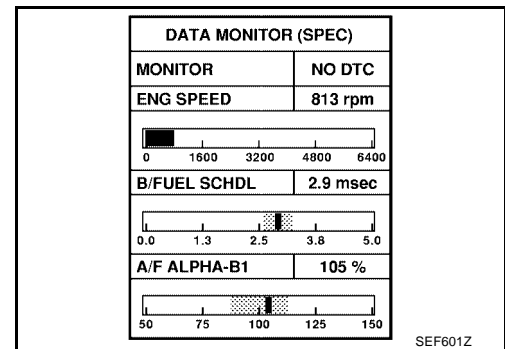 DATA MONITOR (SPEC)
MONITOR NO DTC
ENG SPEED 813 rpm
0 1600 3200 4800 6400
B/FUEL SCHDL 2.9 msec
0.0 1.3 2.5 3.8 5.0
A/F ALPHA-B1 105 %
50 75 100 125 150
SEF601Z